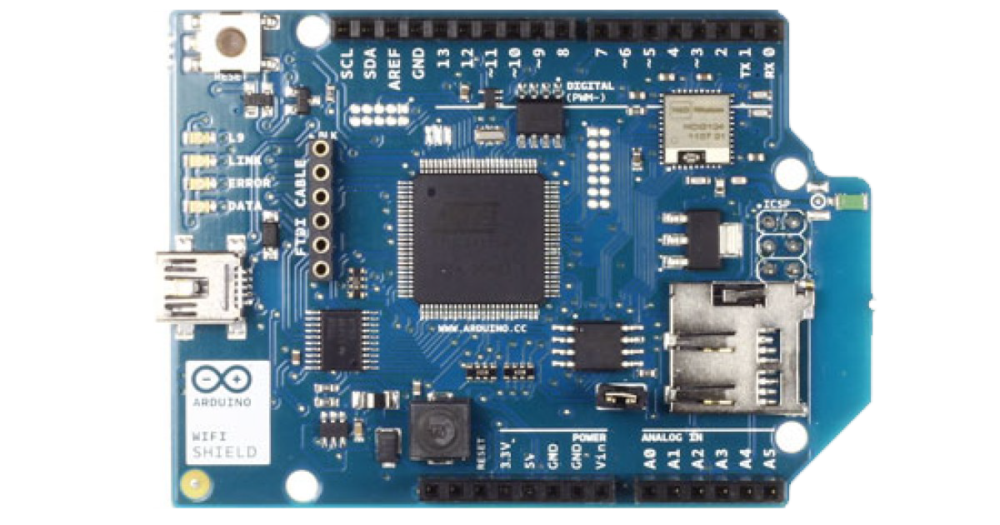 RESET
SCL
SDA
AREF
GND
13
12
~11
~10
~9
8
7
~6
~5
4
~3
2
TX 1
RX 0
DIGITAL
(PWM~)
L9
LINK
ERROR
DATA
FTDI CABLE
BLK
ICSP
WWW.ARDUINO.CC
ARDUINO
WIFI
SHIELD
RESET
3.3V
5V
GND
GND
Vin
POWER
ANALOG IN
A0
A1
A2
A3
A4
A5